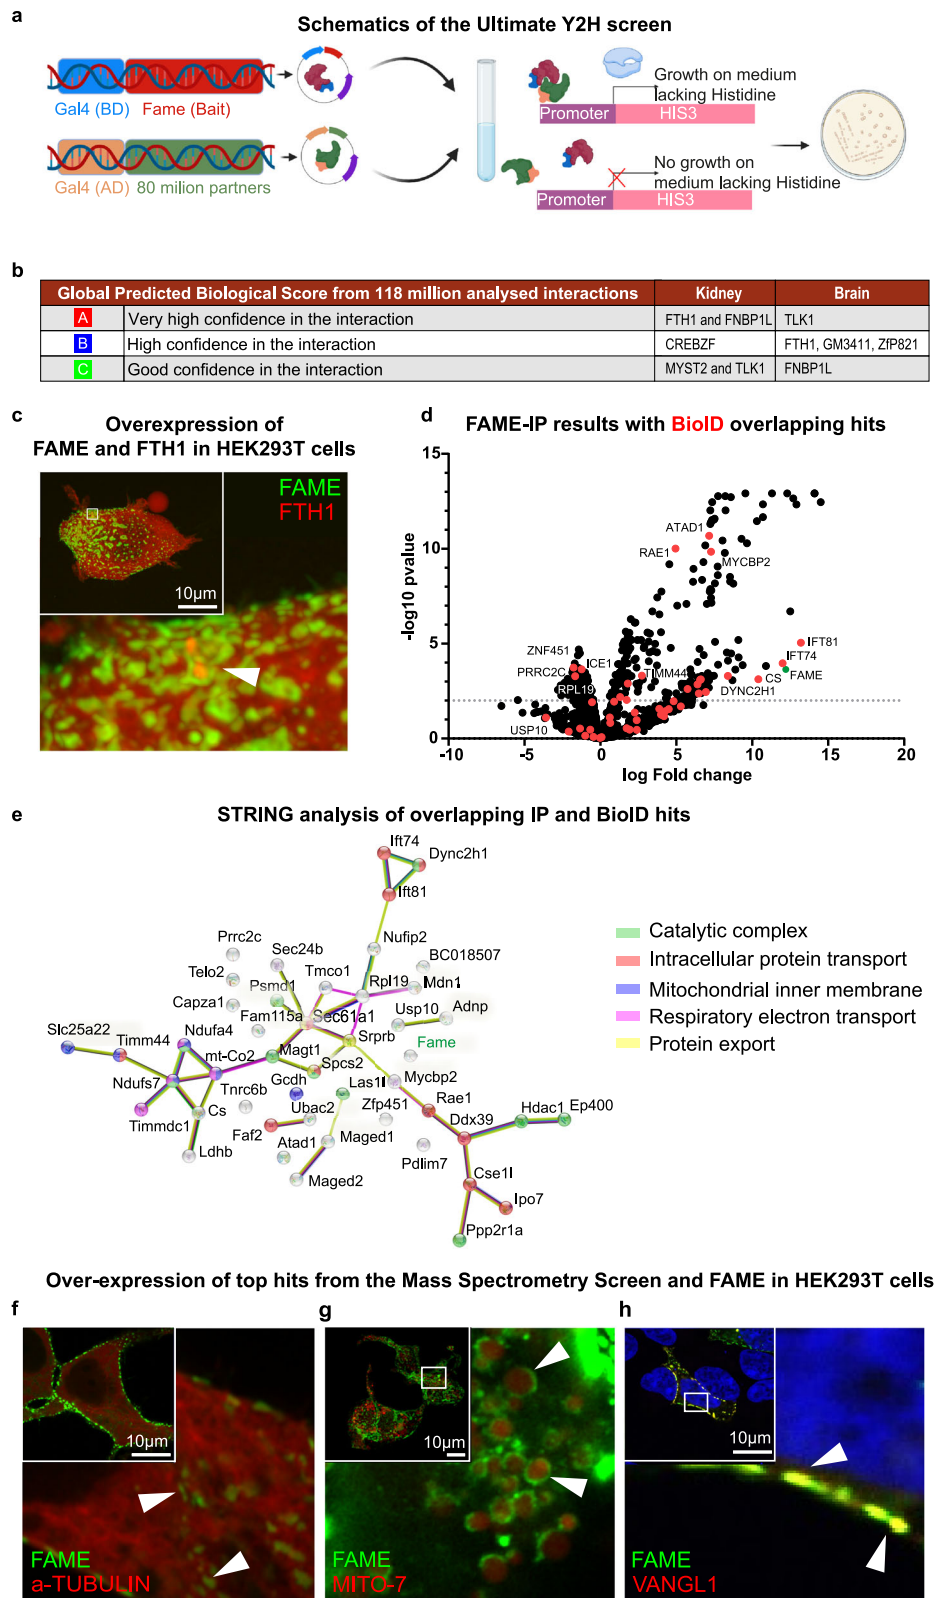 a
Schematics of the Ultimate Y2H screen
Gal4 (BD) Fame (Bait)
Growth on medium
lacking Histidine
Promoter HIS3
Gal4 (AD) 80 milion partners
No growth on
medium lacking Histidine
Promoter HIS3
b
Global Predicted Biological Score from 118 million analysed interactions Kidney Brain
A Very high confidence in the interaction FTH1 and FNBP1L TLK1
B High confidence in the interaction CREBZF FTH1, GM3411, ZfP821
C Good confidence in the interaction MYST2 and TLK1 FNBP1L
c
Overexpression of
FAME and FTH1 in HEK293T cells
FAME
FTH1
10µm
d
FAME-IP results with BioID overlapping hits
15
10
5
0
-log10 pvalue
ATAD1
RAE1
MYCBP2
IFT81
IFT74
FAME
CS
DYNC2H1
TIMM44
ZNF451
ICE1
PRRC2C
RPL19
USP10
-10 -5 0 5 10 15 20
log Fold change
e
STRING analysis of overlapping IP and BioID hits
Ift74
Dync2h1
Ift81
Nufip2
Prrc2c
Sec24b
BC018507
Telo2
Tmco1
Rpl19
Mdn1
Psmd1
Capza1
Usp10
Adnp
Fam115a
Sec61a1
Slc25a22
Ndufa4
Srprb
Timm44
Fame
mt-Co2
Magt1
Spcs2
Ndufs7
Tnrc6b
Gcdh
Las1l
Mycbp2
Rae1
Cs
Ubac2
Zfp451
Ddx39
Hdac1
Ep400
Timmdc1
Faf2
Atad1
Maged1
Ldhb
Pdlim7
Cse1l
Maged2
Ipo7
Ppp2r1a
Catalytic complex
Intracellular protein transport
Mitochondrial inner membrane
Respiratory electron transport
Protein export
Over-expression of top hits from the Mass Spectrometry Screen and FAME in HEK293T cells
f
10µm
FAME
a-TUBULIN
g
10µm
FAME
MITO-7
h
10µm
FAME
VANGL1